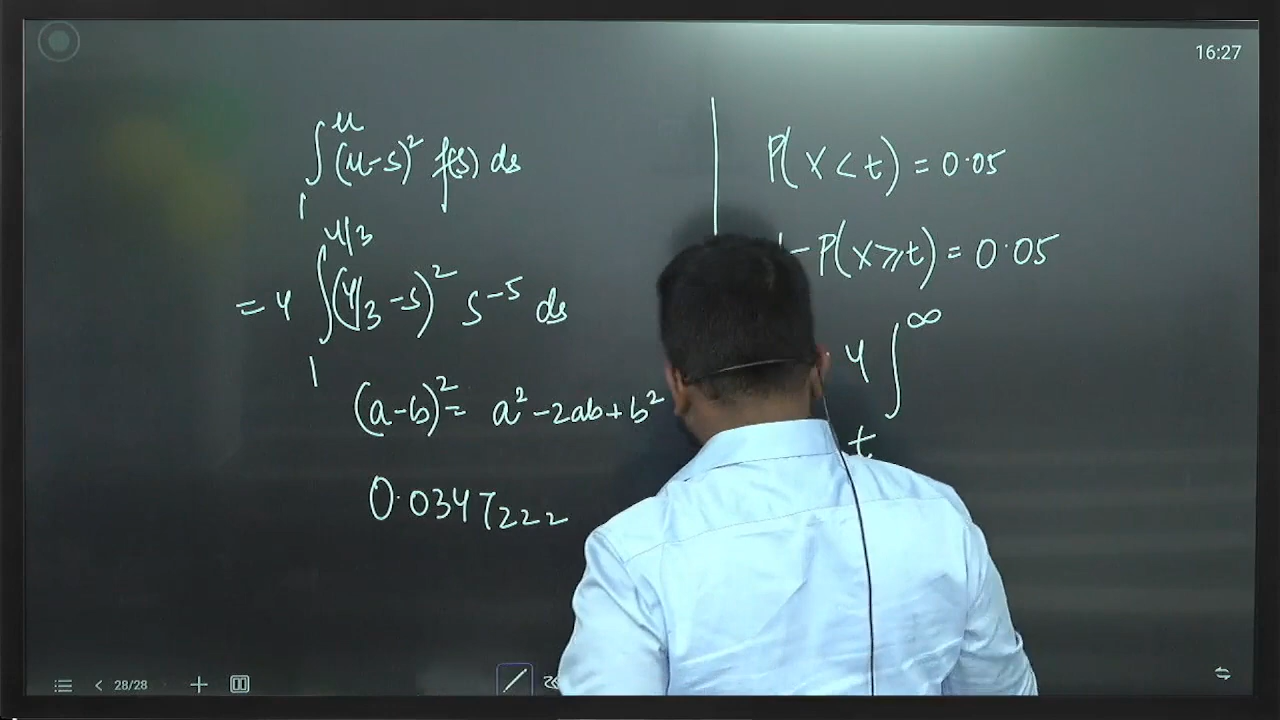 16:27
∫₁^μ (μ-s)² f(s) ds
= 4 ∫₁^4/3 (4/3 - s)² s⁻⁵ ds
(a-b)² = a² - 2ab + b²
0.0347222
P(X < t) = 0.05
- P(X ≥ t) = 0.05
4 ∫ₜ^∞
28/28